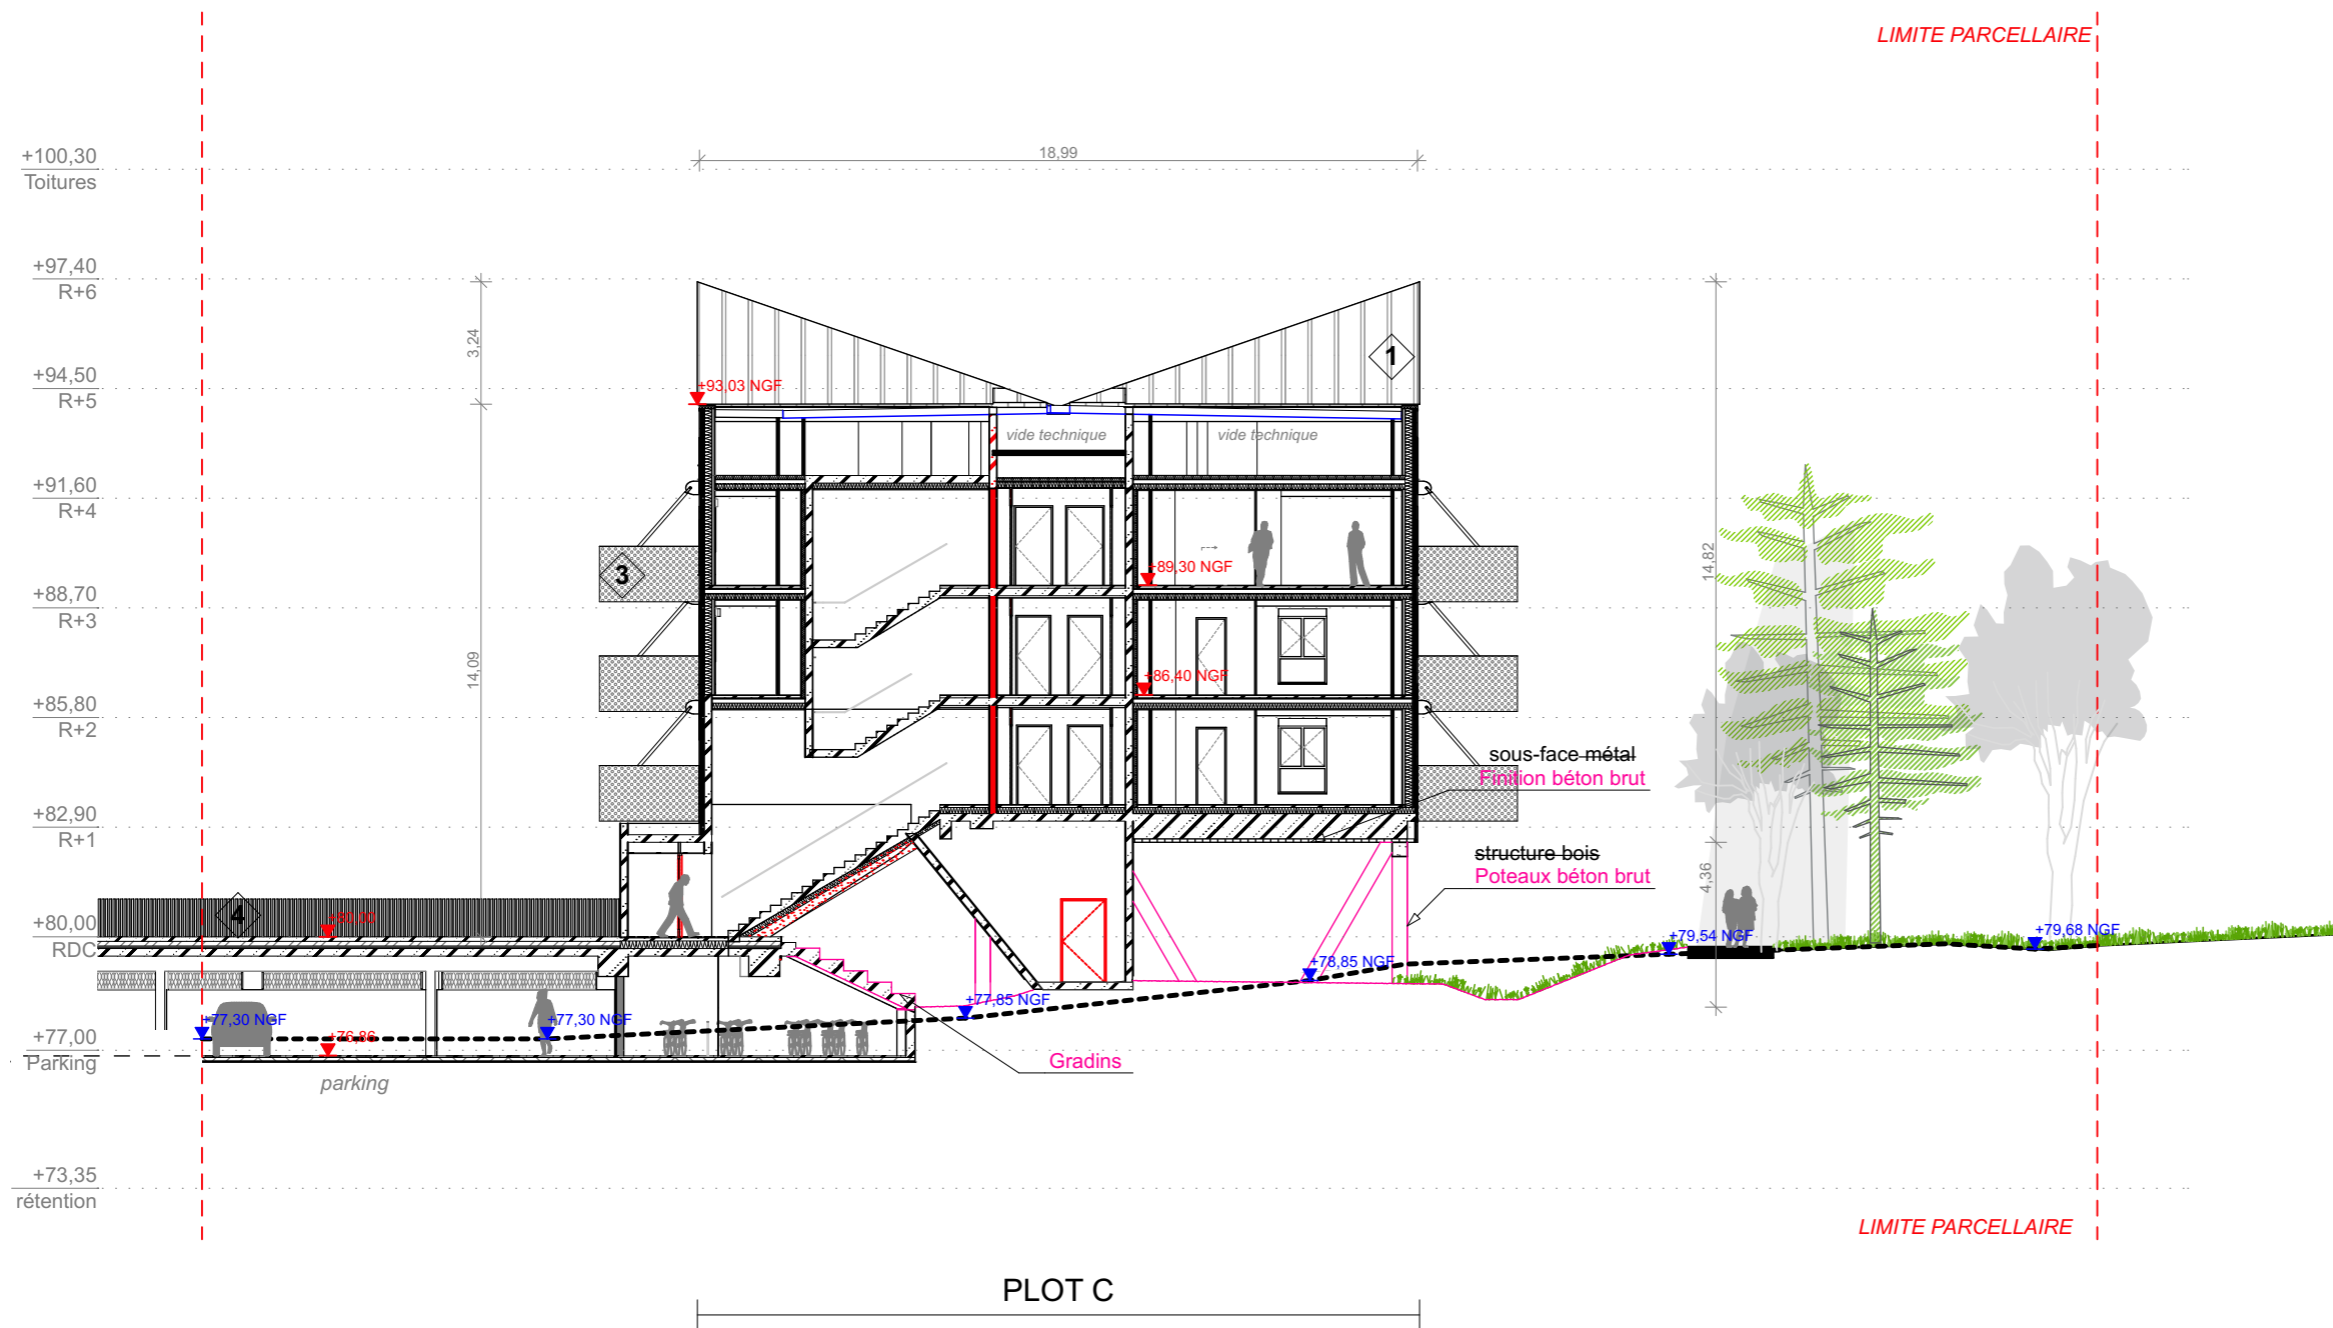 LIMITE PARCELLAIRE
+100,30
Toitures
18,99
+97,40
R+6
3,24
1
+94,50
R+5
+93,03 NGF
vide technique
vide technique
+91,60
R+4
14,82
3
+89,30 NGF
+88,70
R+3
14,09
+86,40 NGF
+85,80
R+2
sous-face métal
Finition béton brut
+82,90
R+1
structure bois
Poteaux béton brut
4,36
4
+80,00
RDC
+80,00
+79,54 NGF
+79,68 NGF
+78,85 NGF
+77,85 NGF
+77,30 NGF
+77,30 NGF
+77,00
Parking
+76,86
Gradins
parking
+73,35
rétention
LIMITE PARCELLAIRE
PLOT C